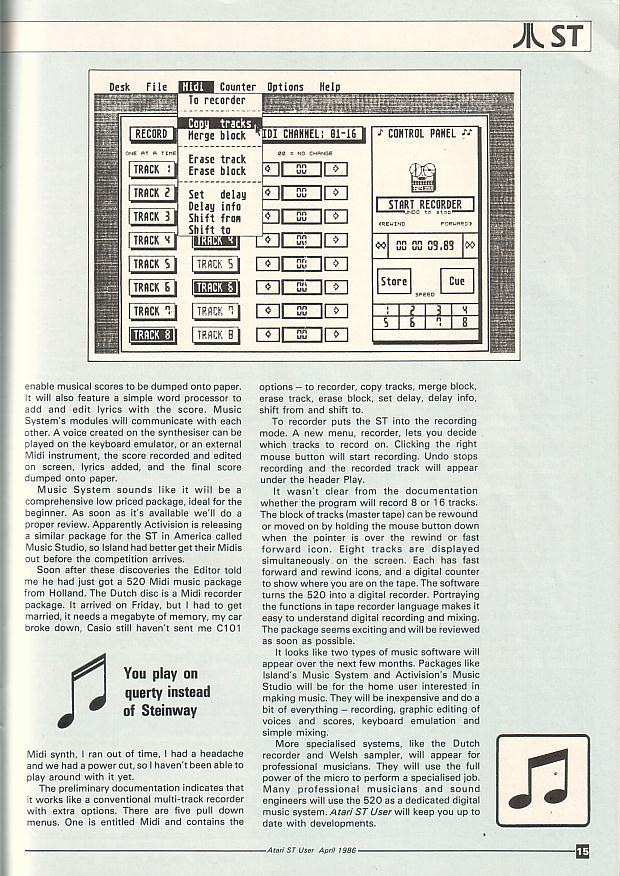 ST
Desk File Midi Counter Options Help
To recorder
Copy tracks
Merge block
Erase track
Erase block
Set delay
Delay info
Shift from
Shift to
RECORD
IDI CHANNEL: 01-16
ONE AT A TIME
00 = NO CHANGE
TRACK 1 00
TRACK 2 00
TRACK 3 00
TRACK 4 TRACK 4 00
TRACK 5 TRACK 5 00
TRACK 6 TRACK 6 00
TRACK 7 TRACK 7 00
TRACK 8 TRACK 8 00
CONTROL PANEL
START RECORDER
UNDO to stop
<REWIND FORWARD>
00 00 09.89
Store Cue
SPEED
1 2 3 4
5 6 7 8
enable musical scores to be dumped onto paper.
It will also feature a simple word processor to
add and edit lyrics with the score. Music
System's modules will communicate with each
other. A voice created on the synthesiser can be
played on the keyboard emulator, or an external
Midi instrument, the score recorded and edited
on screen, lyrics added, and the final score
dumped onto paper.
Music System sounds like it will be a
comprehensive low priced package, ideal for the
beginner. As soon as it's available we'll do a
proper review. Apparently Activision is releasing
a similar package for the ST in America called
Music Studio, so Island had better get their Midis
out before the competition arrives.
Soon after these discoveries the Editor told
me he had just got a 520 Midi music package
from Holland. The Dutch disc is a Midi recorder
package. It arrived on Friday, but I had to get
married, it needs a megabyte of memory, my car
broke down, Casio still haven't sent me C101
You play on
querty instead
of Steinway
Midi synth, I ran out of time, I had a headache
and we had a power cut, so I haven't been able to
play around with it yet.
The preliminary documentation indicates that
it works like a conventional multi-track recorder
with extra options. There are five pull down
menus. One is entitled Midi and contains the
options — to recorder, copy tracks, merge block,
erase track, erase block, set delay, delay info,
shift from and shift to.
To recorder puts the ST into the recording
mode. A new menu, recorder, lets you decide
which tracks to record on. Clicking the right
mouse button will start recording. Undo stops
recording and the recorded track will appear
under the header Play.
It wasn't clear from the documentation
whether the program will record 8 or 16 tracks.
The block of tracks (master tape) can be rewound
or moved on by holding the mouse button down
when the pointer is over the rewind or fast
forward icon. Eight tracks are displayed
simultaneously on the screen. Each has fast
forward and rewind icons, and a digital counter
to show where you are on the tape. The software
turns the 520 into a digital recorder. Portraying
the functions in tape recorder language makes it
easy to understand digital recording and mixing.
The package seems exciting and will be reviewed
as soon as possible.
It looks like two types of music software will
appear over the next few months. Packages like
Island's Music System and Activision's Music
Studio will be for the home user interested in
making music. They will be inexpensive and do a
bit of everything — recording, graphic editing of
voices and scores, keyboard emulation and
simple mixing.
More specialised systems, like the Dutch
recorder and Welsh sampler, will appear for
professional musicians. They will use the full
power of the micro to perform a specialised job.
Many professional musicians and sound
engineers will use the 520 as a dedicated digital
music system. Atari ST User will keep you up to
date with developments.
Atari ST User April 1986
15